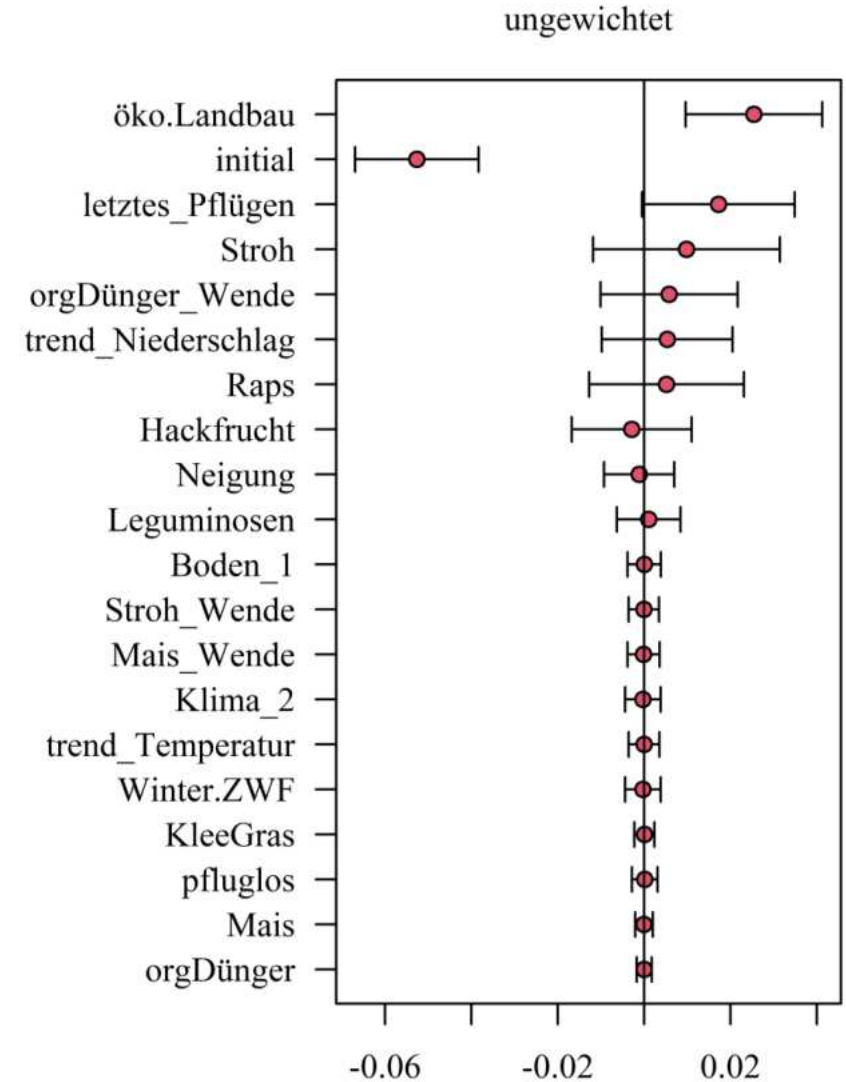 ungewichtet
öko.Landbau
initial
letztes_Pflügen
Stroh
orgDünger_Wende
trend_Niederschlag
Raps
Hackfrucht
Neigung
Leguminosen
Boden_1
Stroh_Wende
Mais_Wende
Klima_2
trend_Temperatur
Winter.ZWF
KleeGras
pfluglos
Mais
orgDünger
-0.06 -0.02 0.02